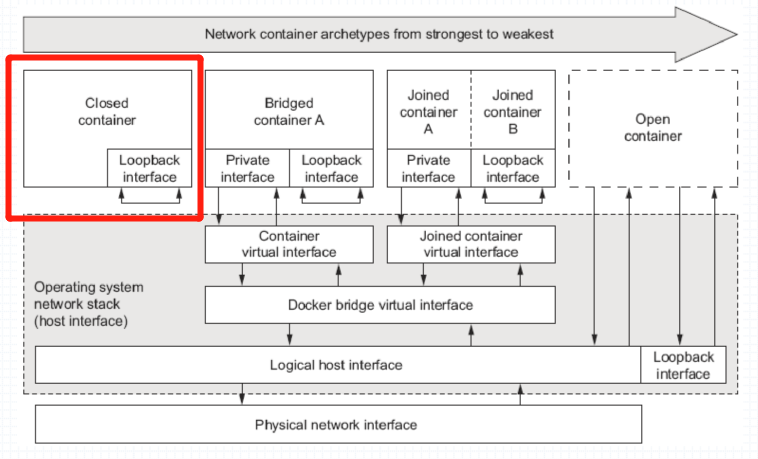 Network container archetypes from strongest to weakest
Closed
container
Loopback
interface
Bridged
container A
Private
interface
Loopback
interface
Joined
container
A
Joined
container
B
Private
interface
Loopback
interface
Open
container
Container
virtual interface
Joined container
virtual interface
Operating system
network stack
(host interface)
Docker bridge virtual interface
Logical host interface
Loopback
interface
Physical network interface